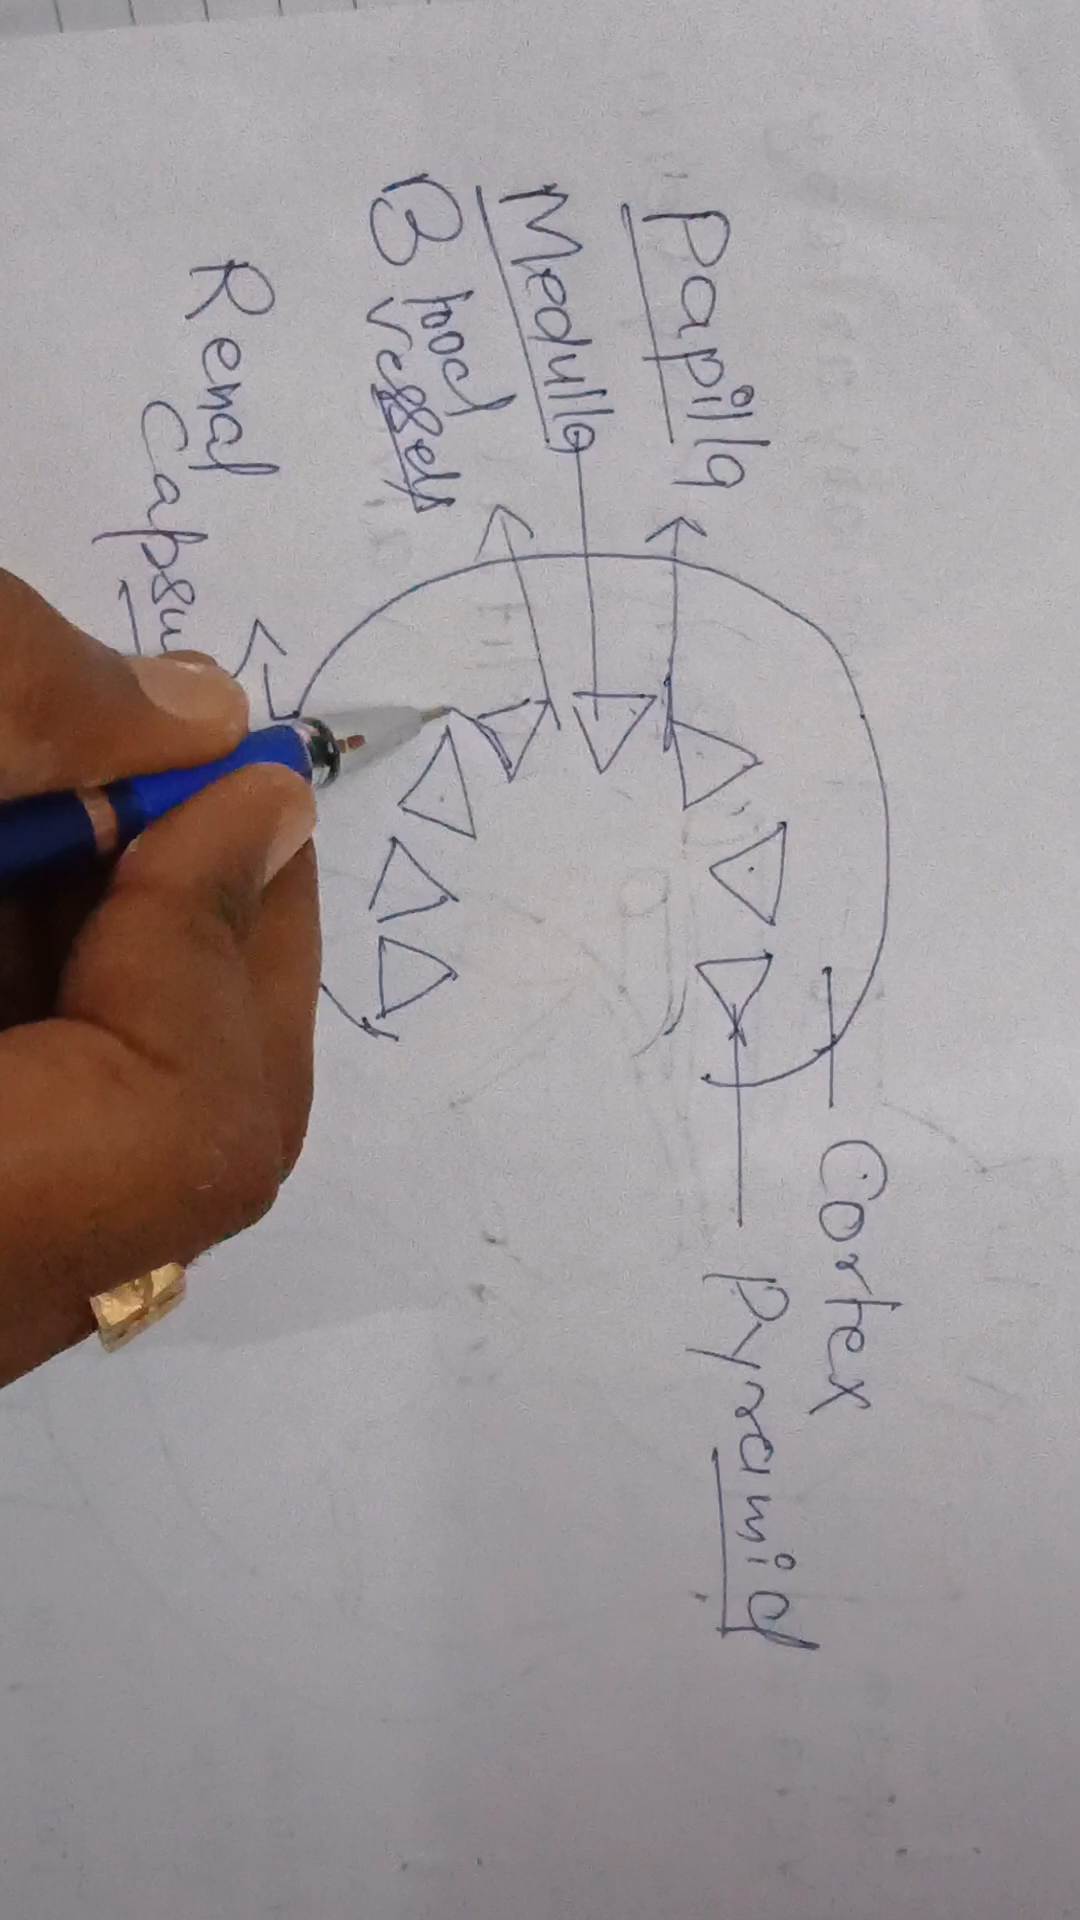 Cortex
Pyramid
Papilla
Medulla
Blood
vessels
Renal
Capsu